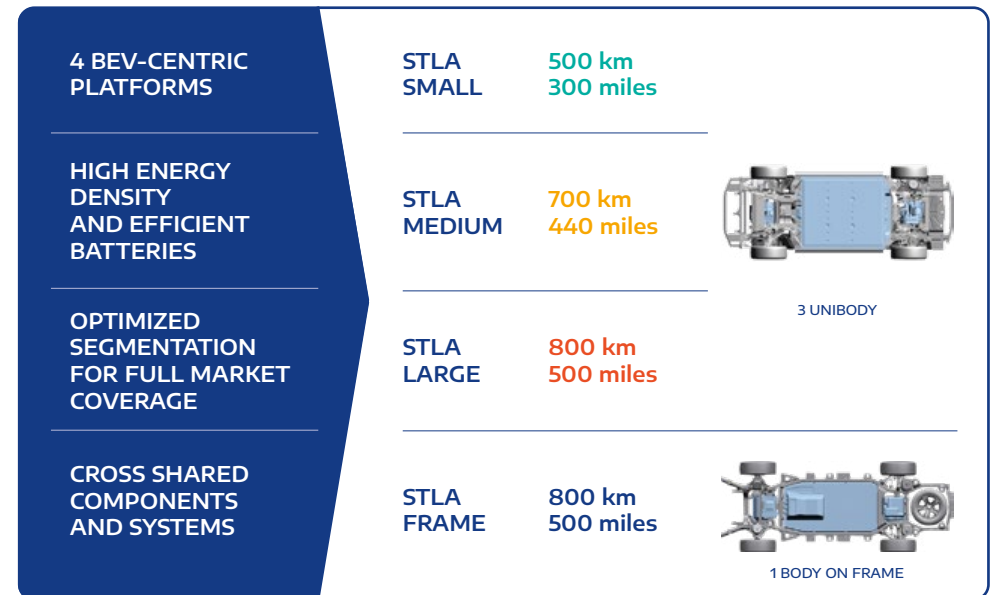 4 BEV-CENTRIC
PLATFORMS
HIGH ENERGY
DENSITY
AND EFFICIENT
BATTERIES
OPTIMIZED
SEGMENTATION
FOR FULL MARKET
COVERAGE
CROSS SHARED
COMPONENTS
AND SYSTEMS
STLA
SMALL
500 km
300 miles
STLA
MEDIUM
700 km
440 miles
STLA
LARGE
800 km
500 miles
3 UNIBODY
STLA
FRAME
800 km
500 miles
1 BODY ON FRAME